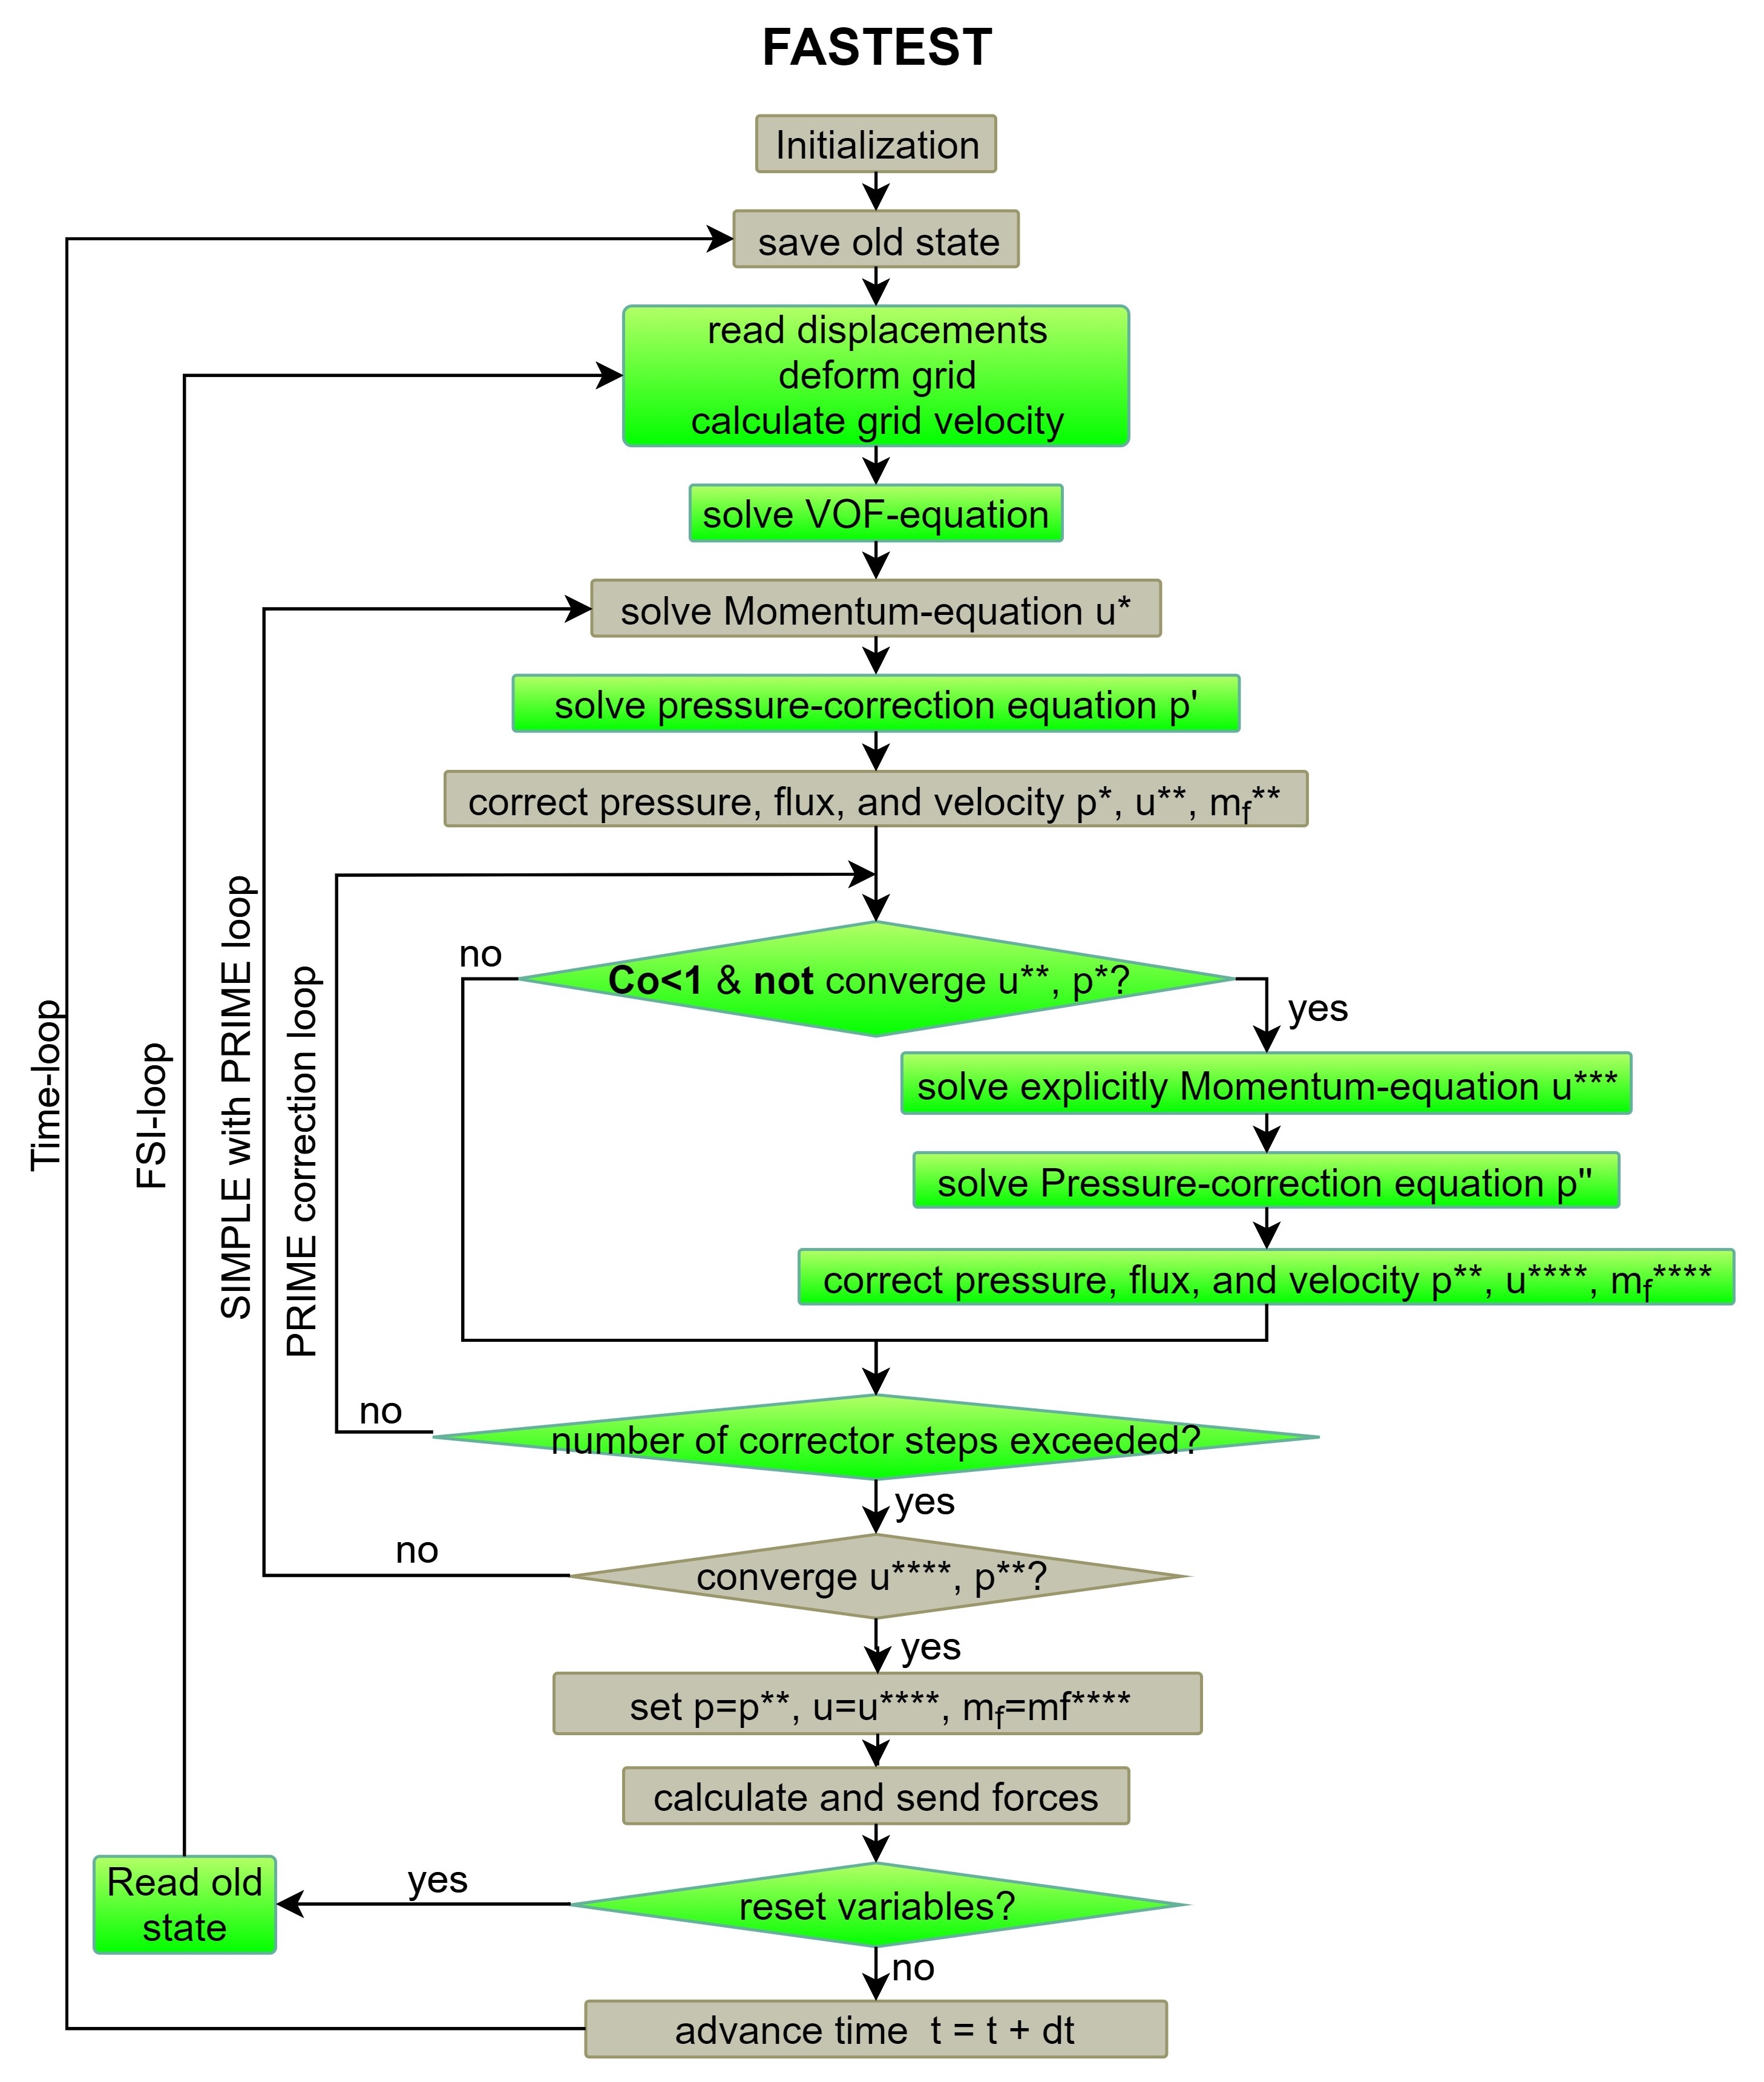 FASTEST
Initialization
save old state
read displacements
deform grid
calculate grid velocity
solve VOF-equation
solve Momentum-equation u*
solve pressure-correction equation p'
correct pressure, flux, and velocity p*, u**, mf**
no
Co<1 & not converge u**, p*?
yes
solve explicitly Momentum-equation u***
solve Pressure-correction equation p''
correct pressure, flux, and velocity p**, u****, mf****
Time-loop
FSI-loop
SIMPLE with PRIME loop
PRIME correction loop
no
number of corrector steps exceeded?
yes
no
converge u****, p**?
yes
set p=p**, u=u****, mf=mf****
calculate and send forces
Read old
state
yes
reset variables?
no
advance time t = t + dt